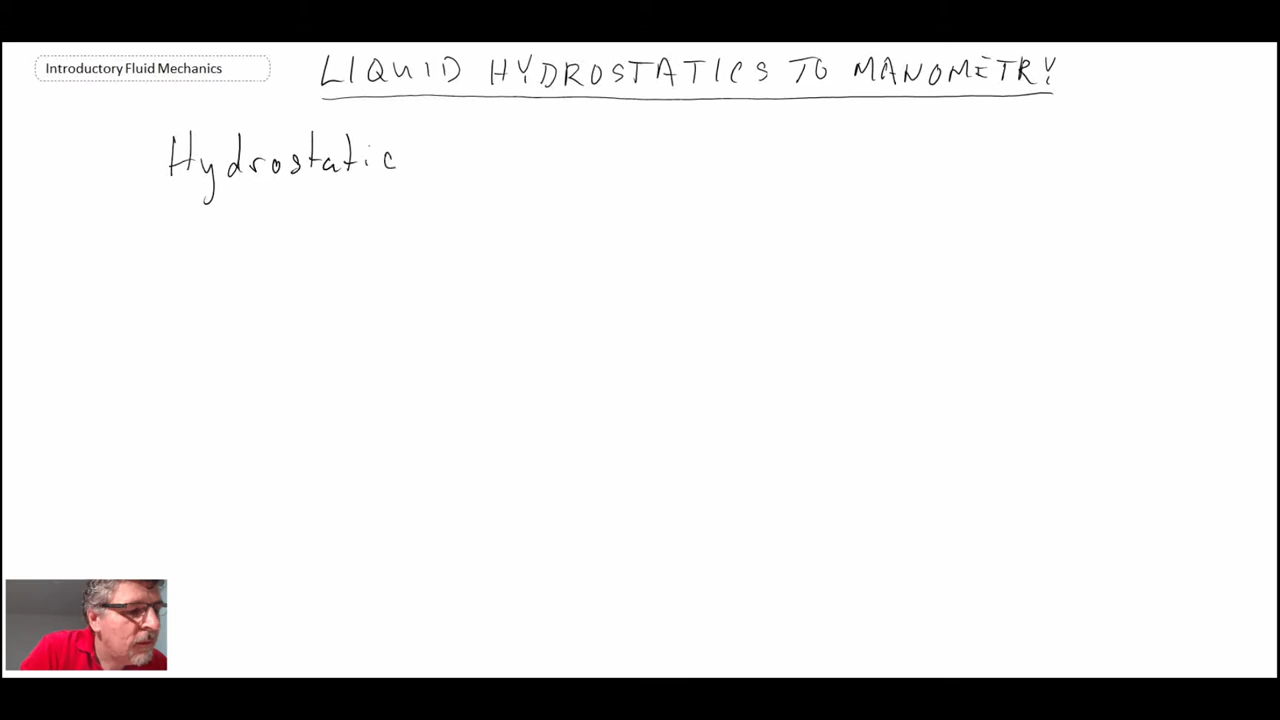 Introductory Fluid Mechanics
LIQUID HYDROSTATICS TO MANOMETRY
Hydrostatic